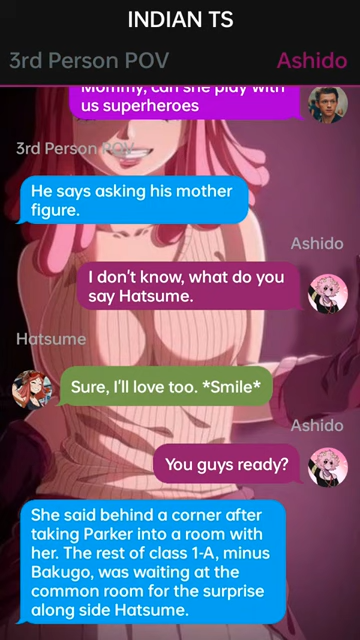 INDIAN TS
3rd Person POV
Ashido
Mommy, can she play with
us superheroes
3rd Person POV
He says asking his mother
figure.
Ashido
I don't know, what do you
say Hatsume.
Hatsume
Sure, I'll love too. *Smile*
Ashido
You guys ready?
She said behind a corner after
taking Parker into a room with
her. The rest of class 1-A, minus
Bakugo, was waiting at the
common room for the surprise
along side Hatsume.